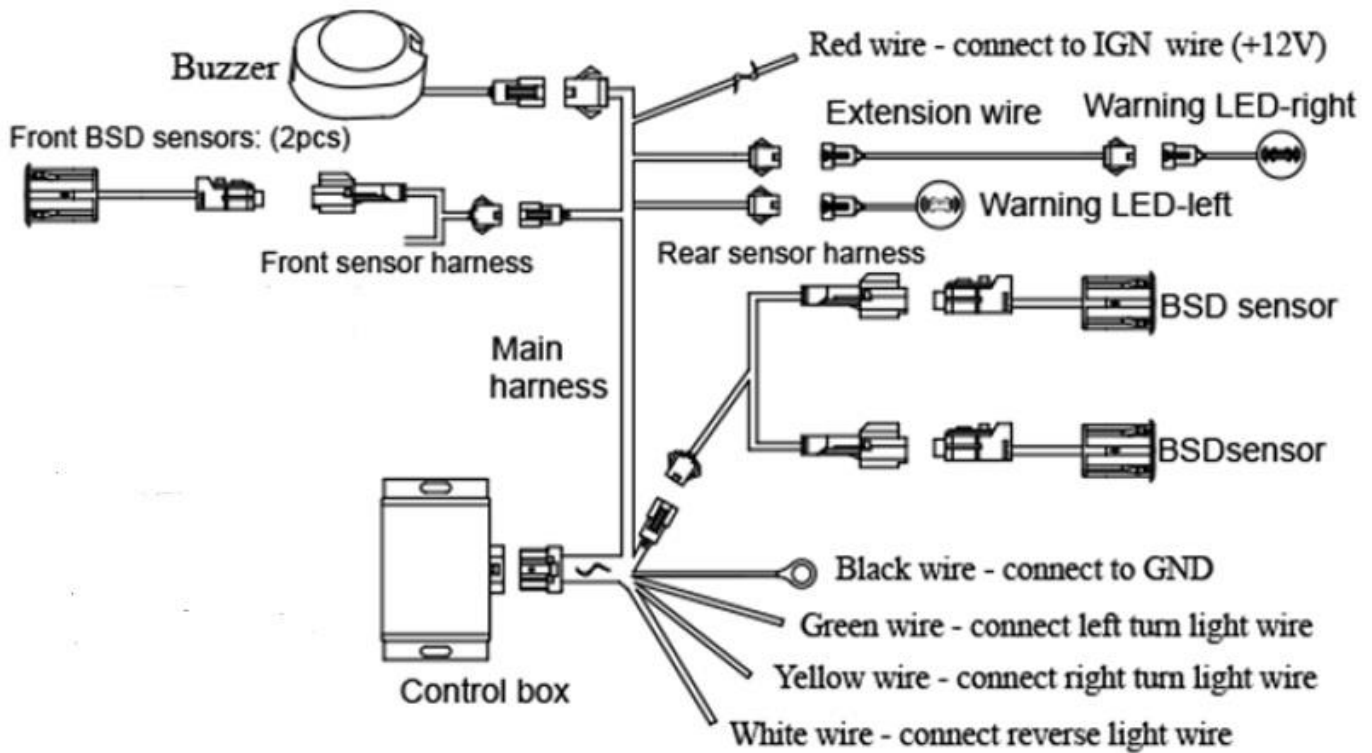 Red wire - connect to IGN wire (+12V)
Buzzer
Extension wire
Warning LED-right
Front BSD sensors: (2pcs)
Warning LED-left
Front sensor harness
Rear sensor harness
BSD sensor
Main
harness
BSDsensor
Black wire - connect to GND
Green wire - connect left turn light wire
Control box
Yellow wire - connect right turn light wire
White wire - connect reverse light wire